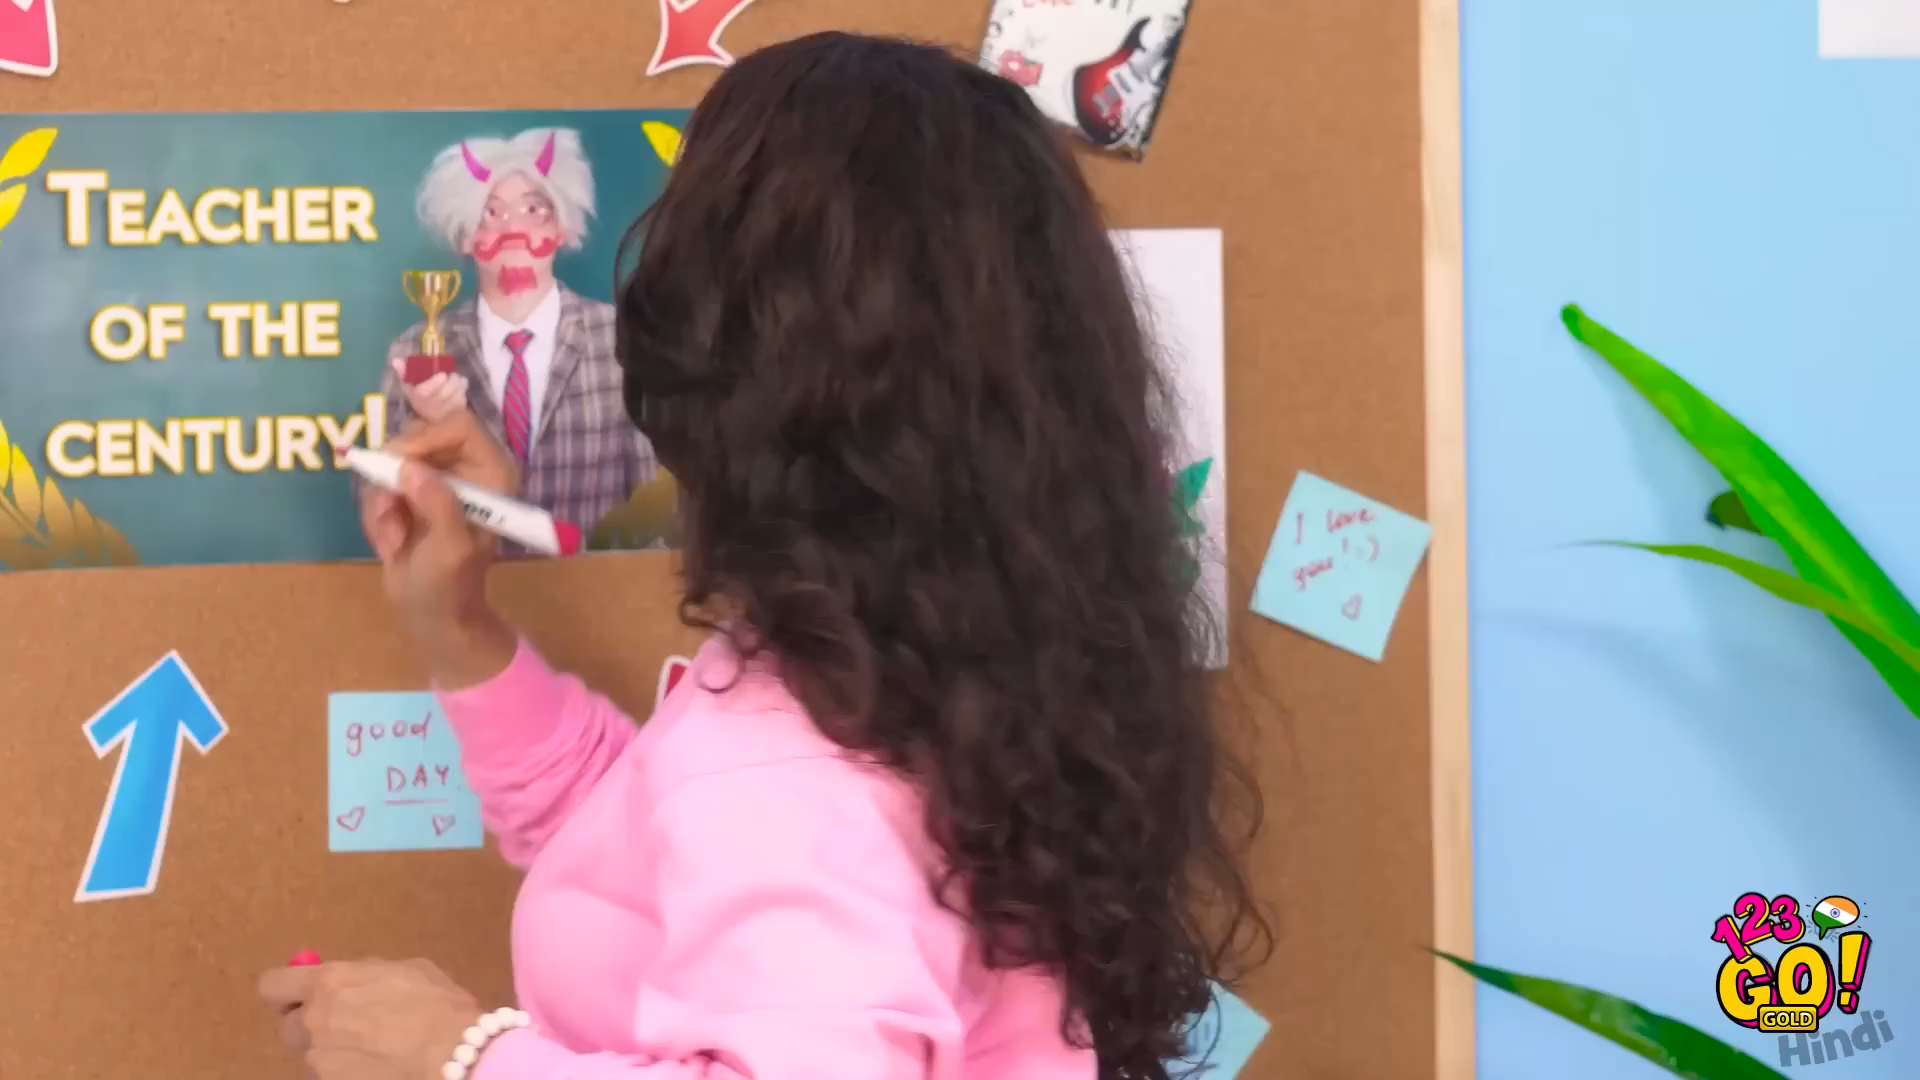 TEACHER
OF THE
CENTURY!
good
DAY
I love
you! :)
123
GO!
GOLD
Hindi